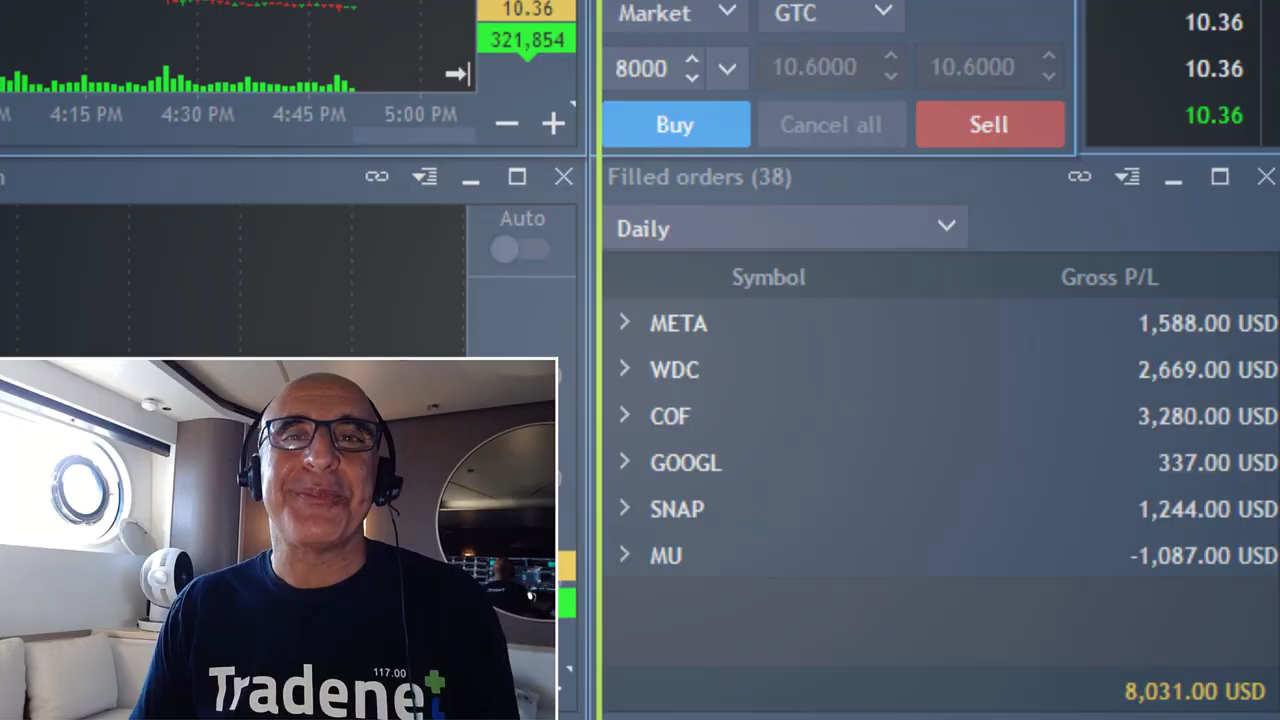 10.36
321,854
4:15 PM 4:30 PM 4:45 PM 5:00 PM
Market GTC
8000 10.6000 10.6000
Buy Cancel all Sell
10.36
10.36
10.36
Auto
Filled orders (38)
Daily
Symbol Gross P/L
META 1,588.00 USD
WDC 2,669.00 USD
COF 3,280.00 USD
GOOGL 337.00 USD
SNAP 1,244.00 USD
MU -1,087.00 USD
8,031.00 USD
117.00
Tradene